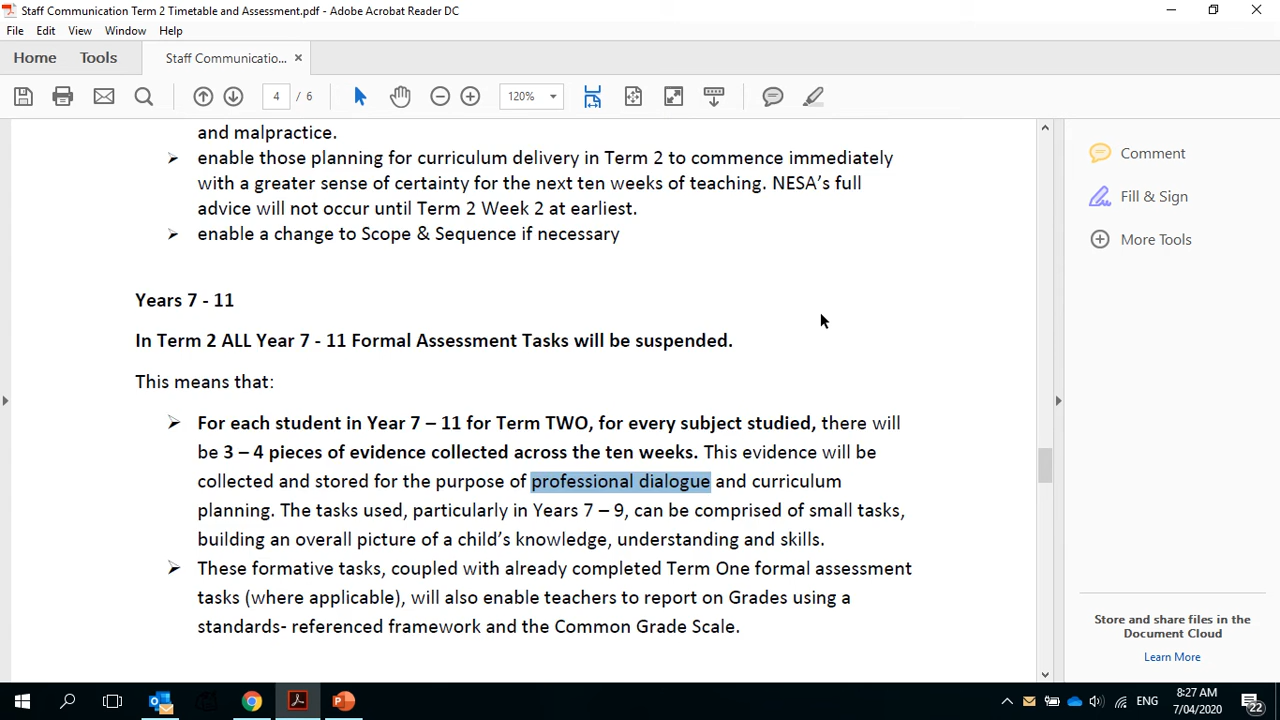 Staff Communication Term 2 Timetable and Assessment.pdf - Adobe Acrobat Reader DC
File Edit View Window Help
Home Tools Staff Communicatio... ×
4 / 6 120%
and malpractice.
➢ enable those planning for curriculum delivery in Term 2 to commence immediately
with a greater sense of certainty for the next ten weeks of teaching. NESA’s full
advice will not occur until Term 2 Week 2 at earliest.
➢ enable a change to Scope & Sequence if necessary
Years 7 - 11
In Term 2 ALL Year 7 - 11 Formal Assessment Tasks will be suspended.
This means that:
➢ For each student in Year 7 – 11 for Term TWO, for every subject studied, there will
be 3 – 4 pieces of evidence collected across the ten weeks. This evidence will be
collected and stored for the purpose of professional dialogue and curriculum
planning. The tasks used, particularly in Years 7 – 9, can be comprised of small tasks,
building an overall picture of a child’s knowledge, understanding and skills.
➢ These formative tasks, coupled with already completed Term One formal assessment
tasks (where applicable), will also enable teachers to report on Grades using a
standards- referenced framework and the Common Grade Scale.
Comment
Fill & Sign
More Tools
Store and share files in the
Document Cloud
Learn More
ENG
8:27 AM
7/04/2020
22